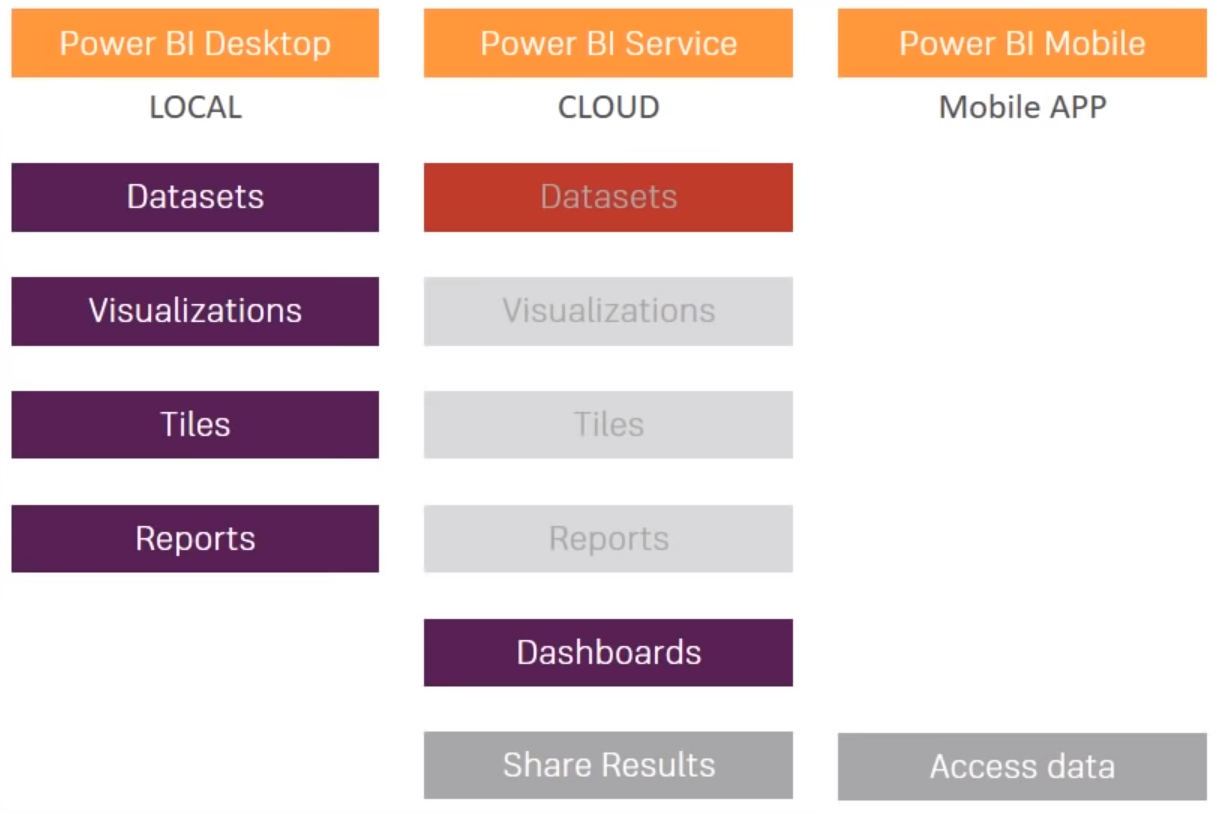 Power BI Desktop
Power BI Service
Power BI Mobile
LOCAL
CLOUD
Mobile APP
Datasets
Datasets
Visualizations
Visualizations
Tiles
Tiles
Reports
Reports
Dashboards
Share Results
Access data